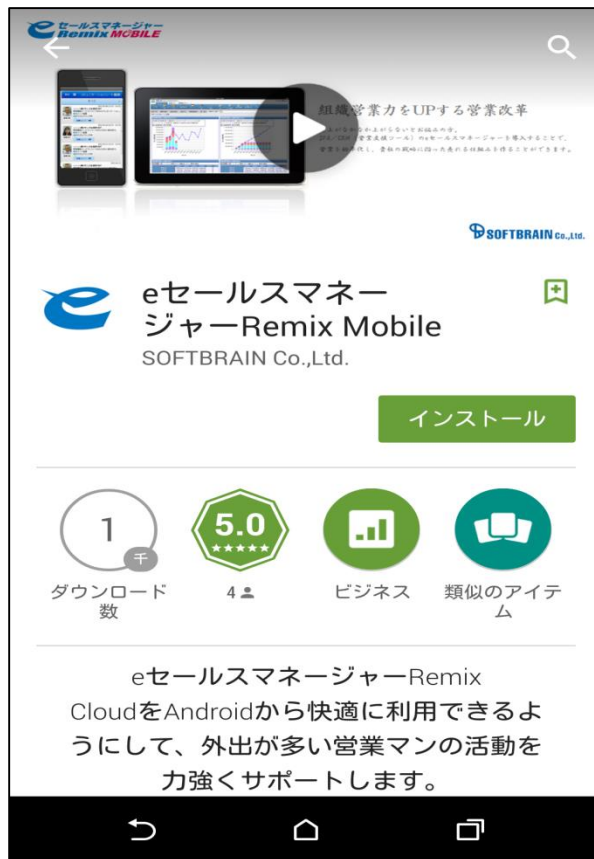 eセールスマネージャー
Remix MOBILE
組織営業力をUPする営業改革
SOFTBRAIN Co.,Ltd.
eセールスマネー
ジャーRemix Mobile
SOFTBRAIN Co.,Ltd.
インストール
1
千
5.0
ダウンロード
数
4
ビジネス
類似のアイテ
ム
eセールスマネージャーRemix
CloudをAndroidから快適に利用できるよ
うにして、外出が多い営業マンの活動を
力強くサポートします。